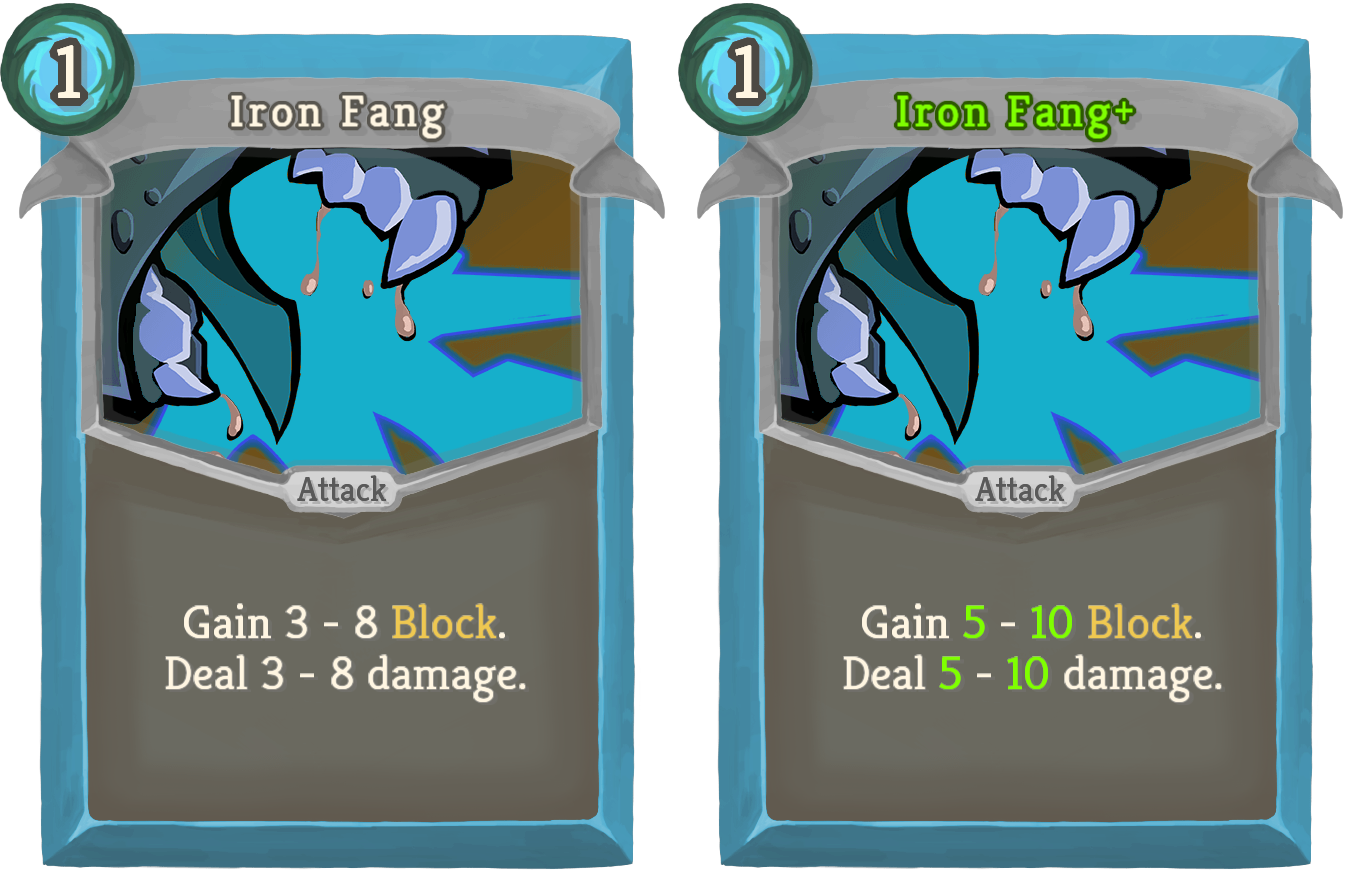 1
Iron Fang
Attack
Gain 3 - 8 Block.
Deal 3 - 8 damage.
1
Iron Fang+
Attack
Gain 5 - 10 Block.
Deal 5 - 10 damage.